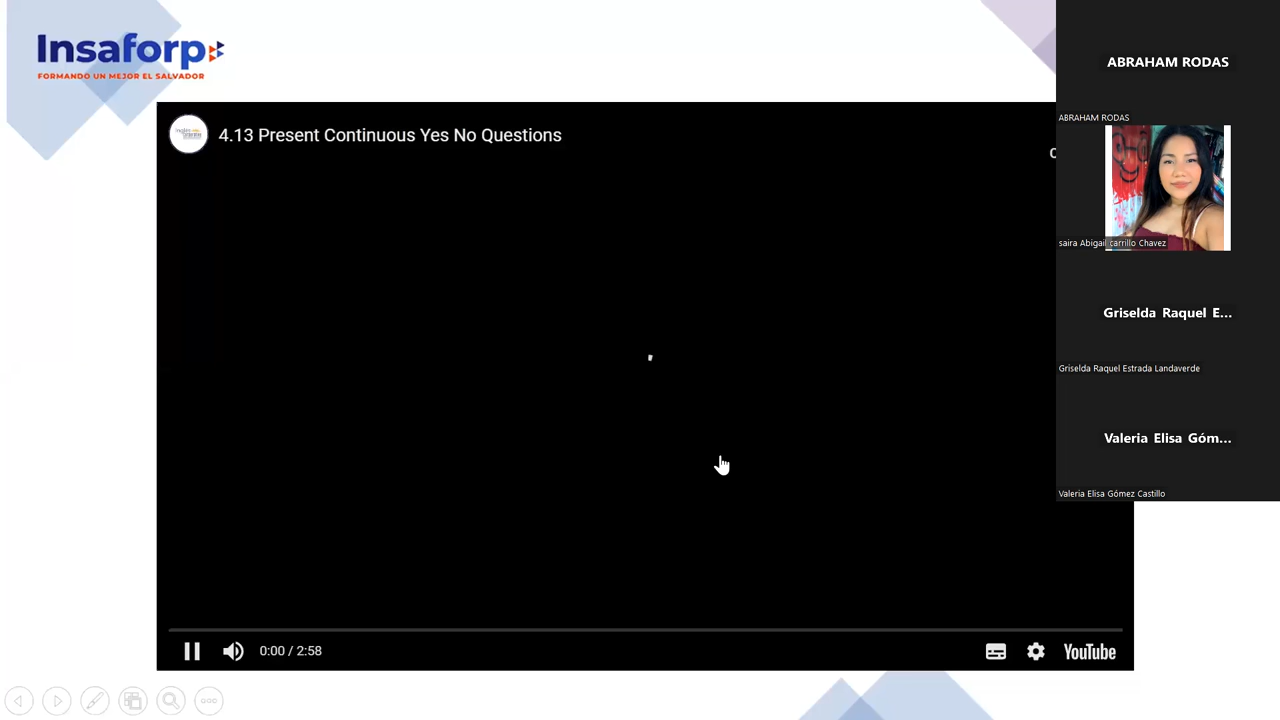 Insaforp
FORMANDO UN MEJOR EL SALVADOR
4.13 Present Continuous Yes No Questions
0:00 / 2:58
YouTube
ABRAHAM RODAS
ABRAHAM RODAS
saira Abigail carrillo Chavez
Griselda Raquel E...
Griselda Raquel Estrada Landaverde
Valeria Elisa Góm...
Valeria Elisa Gómez Castillo